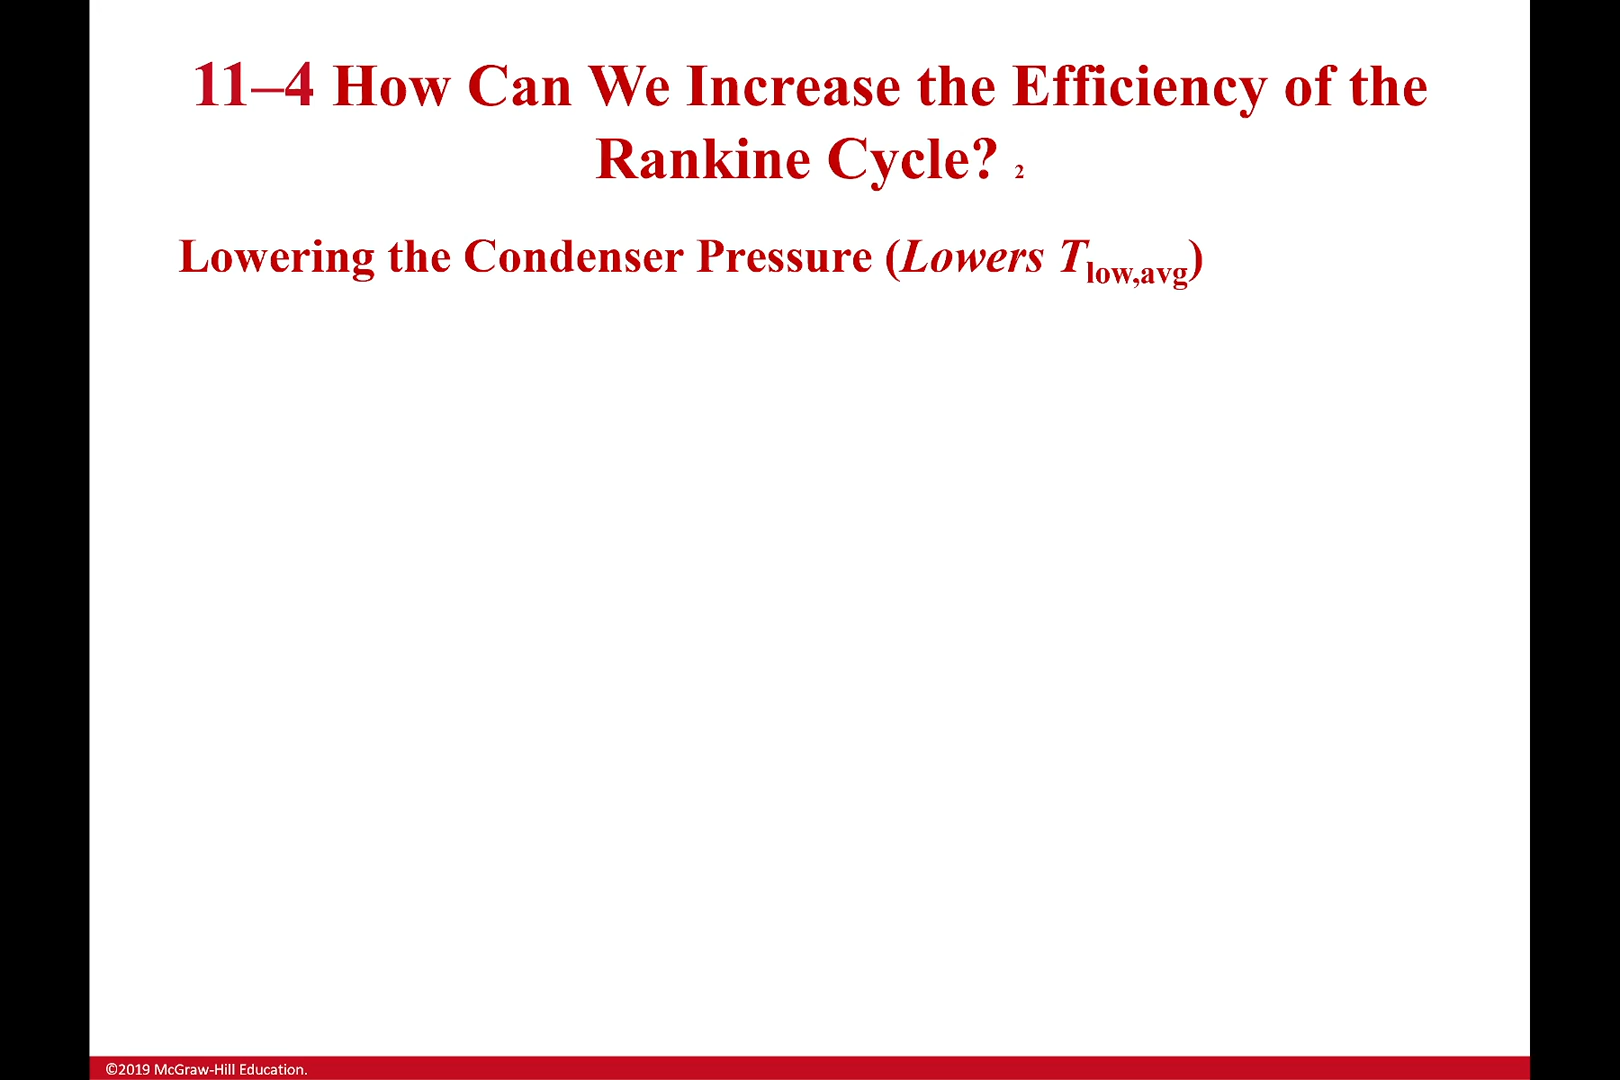 11–4 How Can We Increase the Efficiency of the
Rankine Cycle? 2
Lowering the Condenser Pressure (Lowers Tlow,avg)
©2019 McGraw-Hill Education.